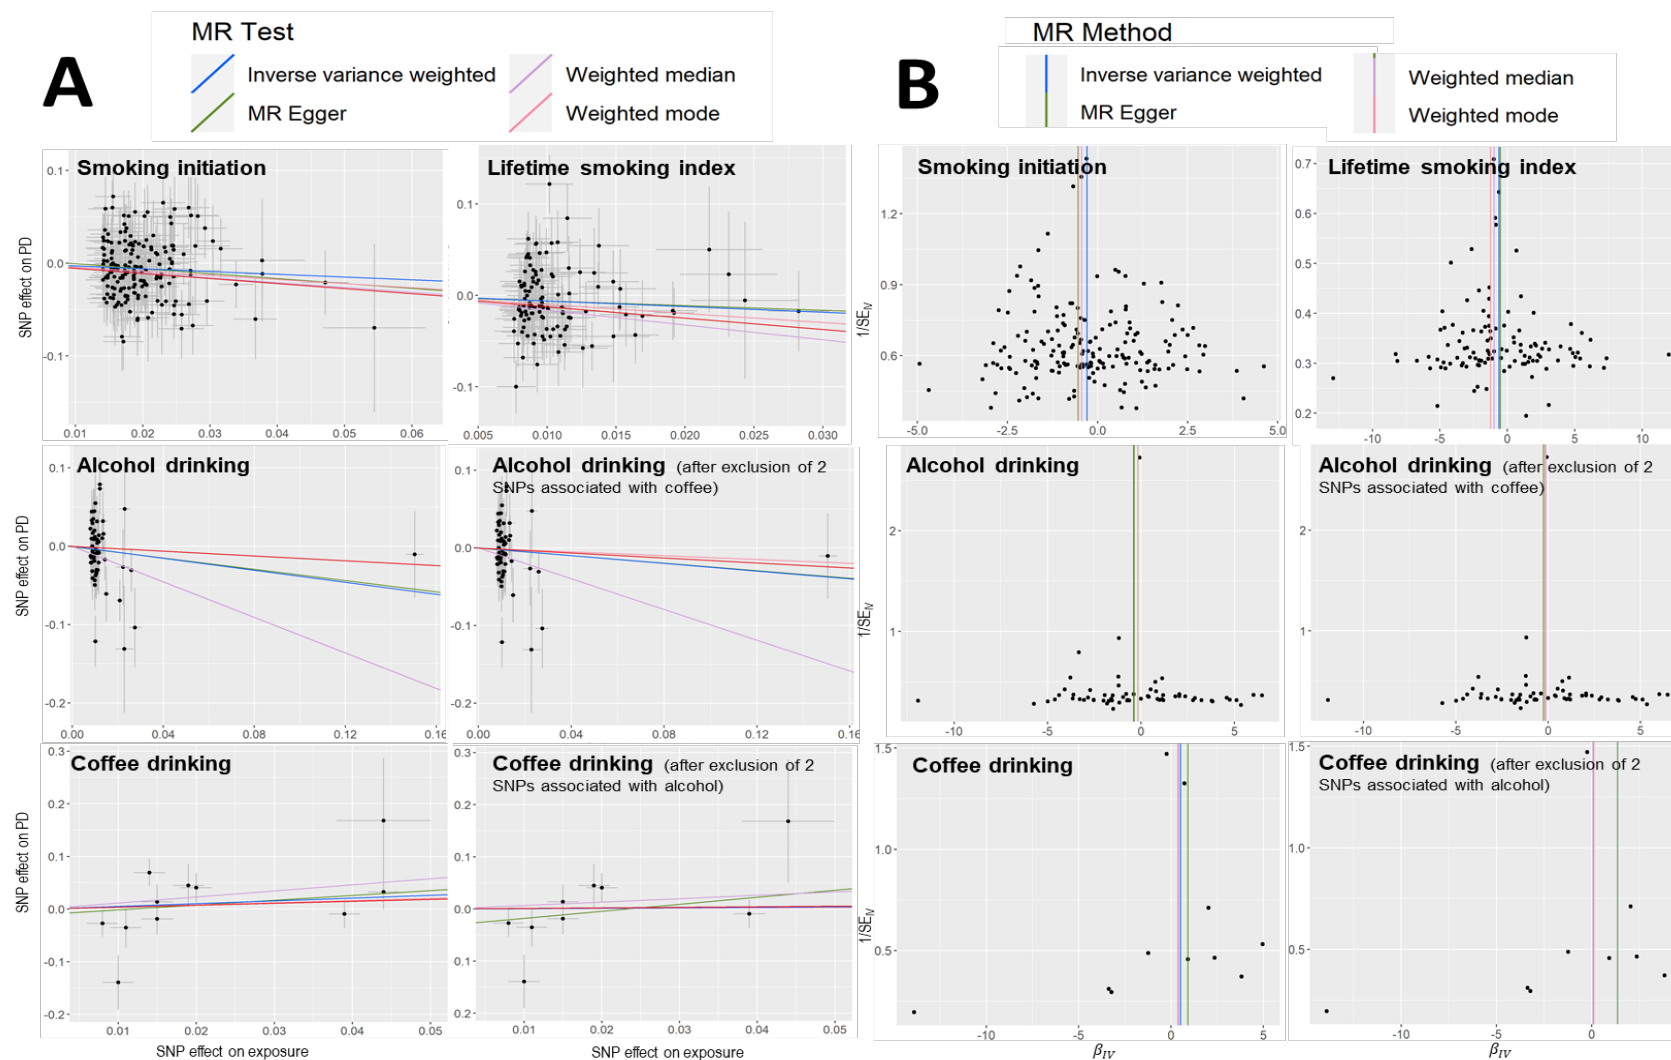 A
MR Test
Inverse variance weighted
Weighted median
MR Egger
Weighted mode
Smoking initiation
SNP effect on PD
0.1
0.0
-0.1
0.01 0.02 0.03 0.04 0.05 0.06
Lifetime smoking index
0.1
0.0
-0.1
0.005 0.010 0.015 0.020 0.025 0.030
Alcohol drinking
SNP effect on PD
0.1
0.0
-0.1
-0.2
0.00 0.04 0.08 0.12 0.16
Alcohol drinking (after exclusion of 2
SNPs associated with coffee)
0.1
0.0
-0.1
-0.2
0.00 0.04 0.08 0.12 0.16
Coffee drinking
SNP effect on PD
0.3
0.2
0.1
0.0
-0.1
-0.2
0.01 0.02 0.03 0.04 0.05
SNP effect on exposure
Coffee drinking (after exclusion of 2
SNPs associated with alcohol)
0.3
0.2
0.1
0.0
-0.1
-0.2
0.01 0.02 0.03 0.04 0.05
SNP effect on exposure
B
MR Method
Inverse variance weighted
Weighted median
MR Egger
Weighted mode
Smoking initiation
1/SE_IV
1.2
0.9
0.6
-5.0 -2.5 0.0 2.5 5.0
Lifetime smoking index
0.7
0.6
0.5
0.4
0.3
0.2
-10 -5 0 5 10
Alcohol drinking
1/SE_IV
2
1
-10 -5 0 5
Alcohol drinking (after exclusion of 2
SNPs associated with coffee)
2
1
-10 -5 0 5
Coffee drinking
1/SE_IV
1.5
1.0
0.5
-10 -5 0 5
β_IV
Coffee drinking (after exclusion of 2
SNPs associated with alcohol)
1.5
1.0
0.5
-10 -5 0
β_IV